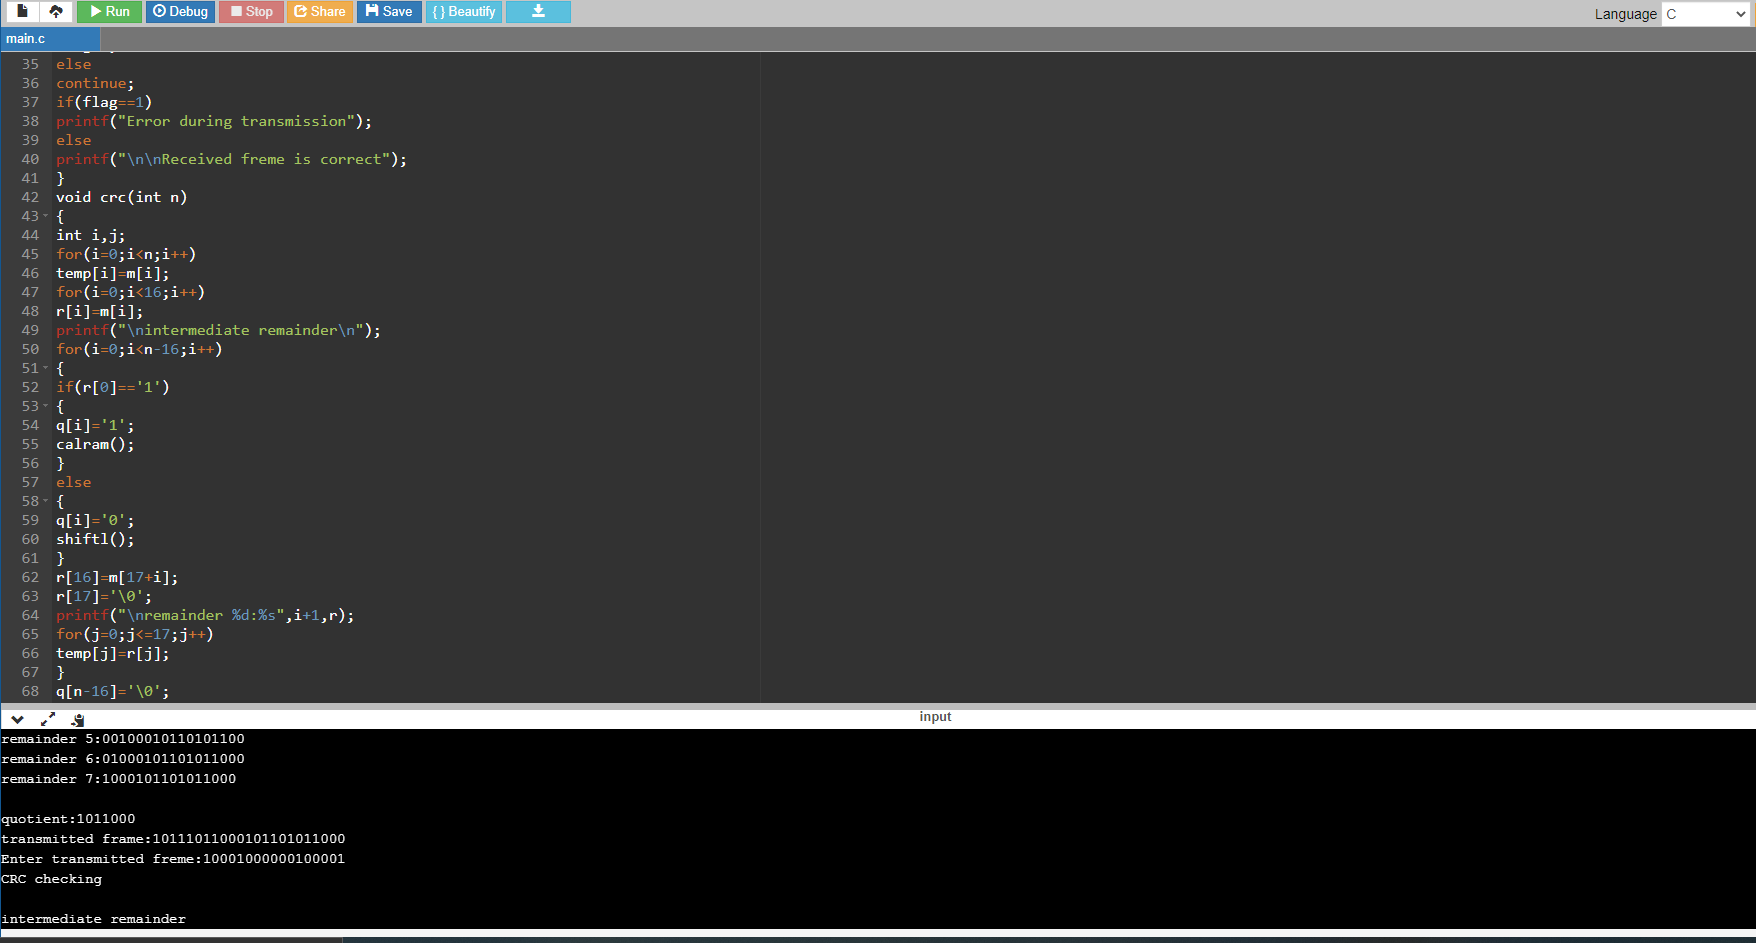 Run Debug Stop Share Save { } Beautify Language C
main.c
35 else
36 continue;
37 if(flag==1)
38 printf("Error during transmission");
39 else
40 printf("\n\nReceived freme is correct");
41 }
42 void crc(int n)
43 {
44 int i,j;
45 for(i=0;i<n;i++)
46 temp[i]=m[i];
47 for(i=0;i<16;i++)
48 r[i]=m[i];
49 printf("\nintermediate remainder\n");
50 for(i=0;i<n-16;i++)
51 {
52 if(r[0]=='1')
53 {
54 q[i]='1';
55 calram();
56 }
57 else
58 {
59 q[i]='0';
60 shiftl();
61 }
62 r[16]=m[17+i];
63 r[17]='\0';
64 printf("\nremainder %d:%s",i+1,r);
65 for(j=0;j<=17;j++)
66 temp[j]=r[j];
67 }
68 q[n-16]='\0';
input
remainder 5:00100010110101100
remainder 6:01000101101011000
remainder 7:1000101101011000
quotient:1011000
transmitted frame:10111011000101101011000
Enter transmitted freme:10001000000100001
CRC checking
intermediate remainder